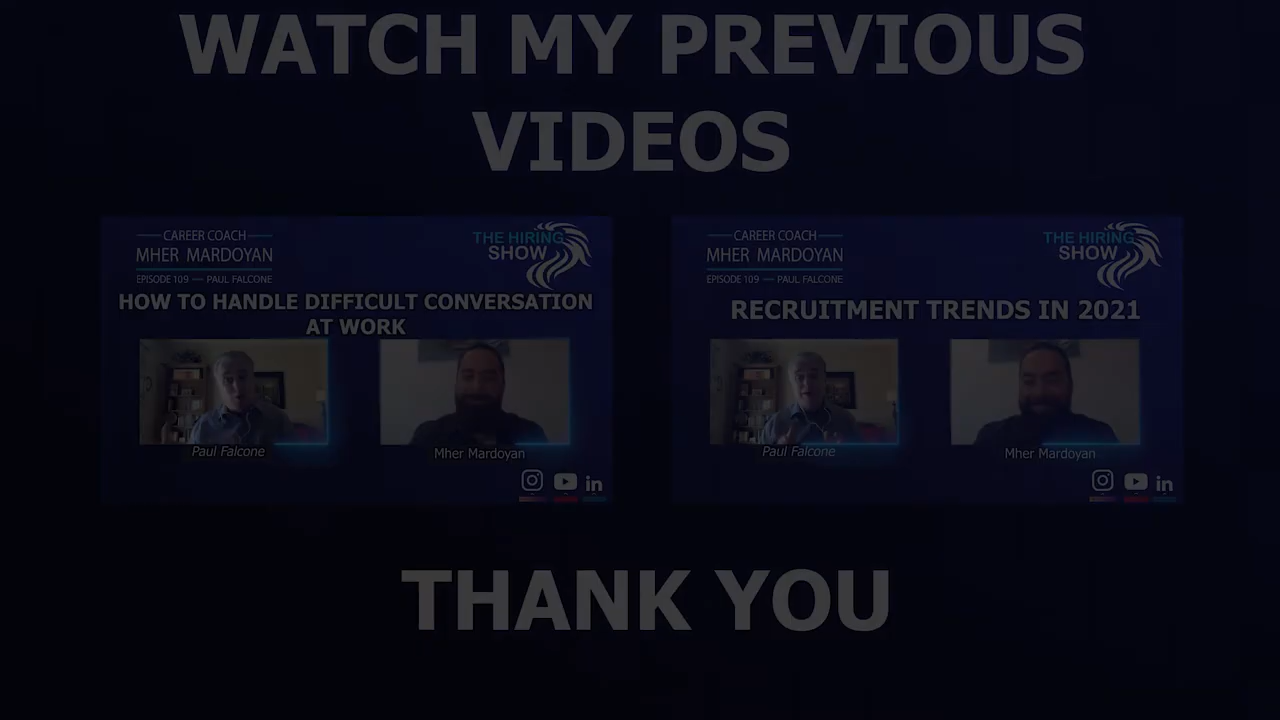 WATCH MY PREVIOUS
VIDEOS
CAREER COACH
MHER MARDOYAN
EPISODE 109 — PAUL FALCONE
THE HIRING
SHOW
HOW TO HANDLE DIFFICULT CONVERSATION
AT WORK
Paul Falcone
Mher Mardoyan
in
CAREER COACH
MHER MARDOYAN
EPISODE 109 — PAUL FALCONE
THE HIRING
SHOW
RECRUITMENT TRENDS IN 2021
Paul Falcone
Mher Mardoyan
in
THANK YOU